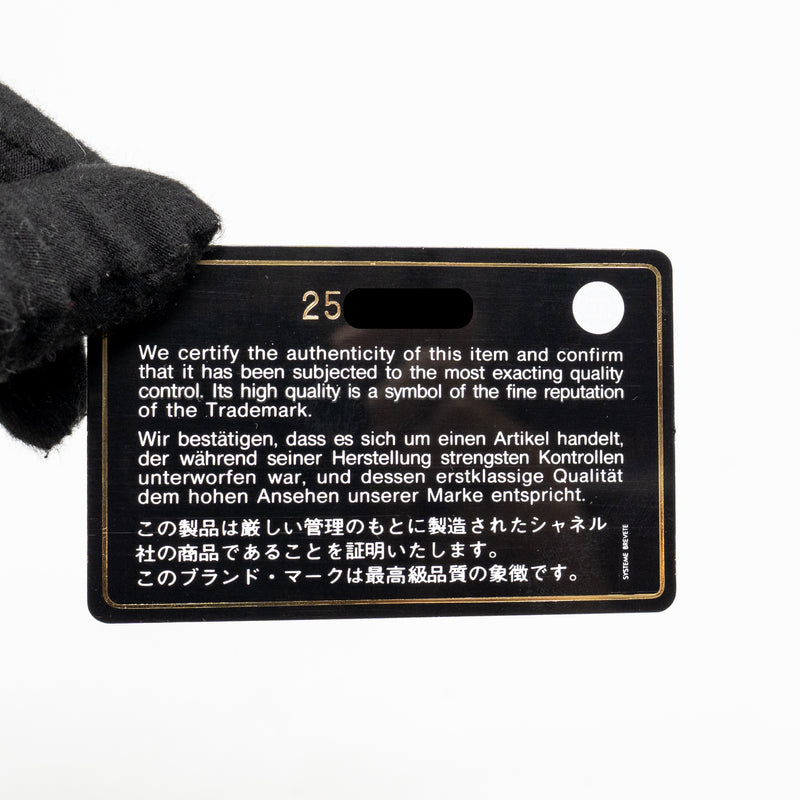 25
We certify the authenticity of this item and confirm
that it has been subjected to the most exacting quality
control. Its high quality is a symbol of the fine reputation
of the Trademark.
Wir bestätigen, dass es sich um einen Artikel handelt,
der während seiner Herstellung strengsten Kontrollen
unterworfen war, und dessen erstklassige Qualität
dem hohen Ansehen unserer Marke entspricht.
この製品は厳しい管理のもとに製造されたシャネル
社の商品であることを証明いたします。
このブランド・マークは最高級品質の象徴です。
SYSTEME BREVETE